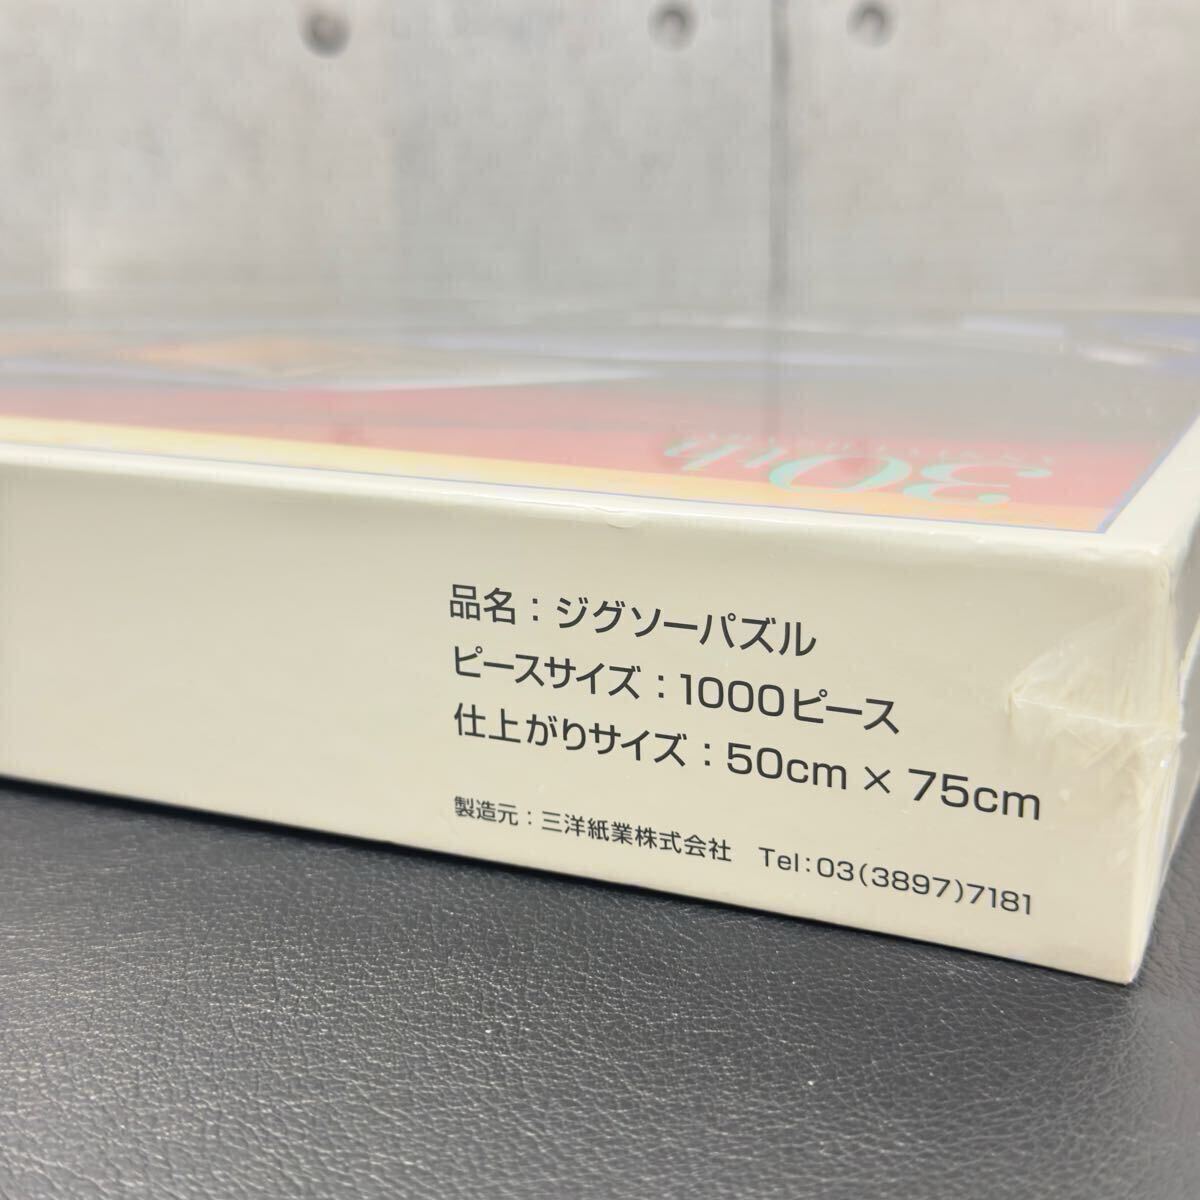 30th
品名：ジグソーパズル
ピースサイズ：1000ピース
仕上がりサイズ：50cm×75cm
製造元：三洋紙業株式会社　Tel:03(3897)7181